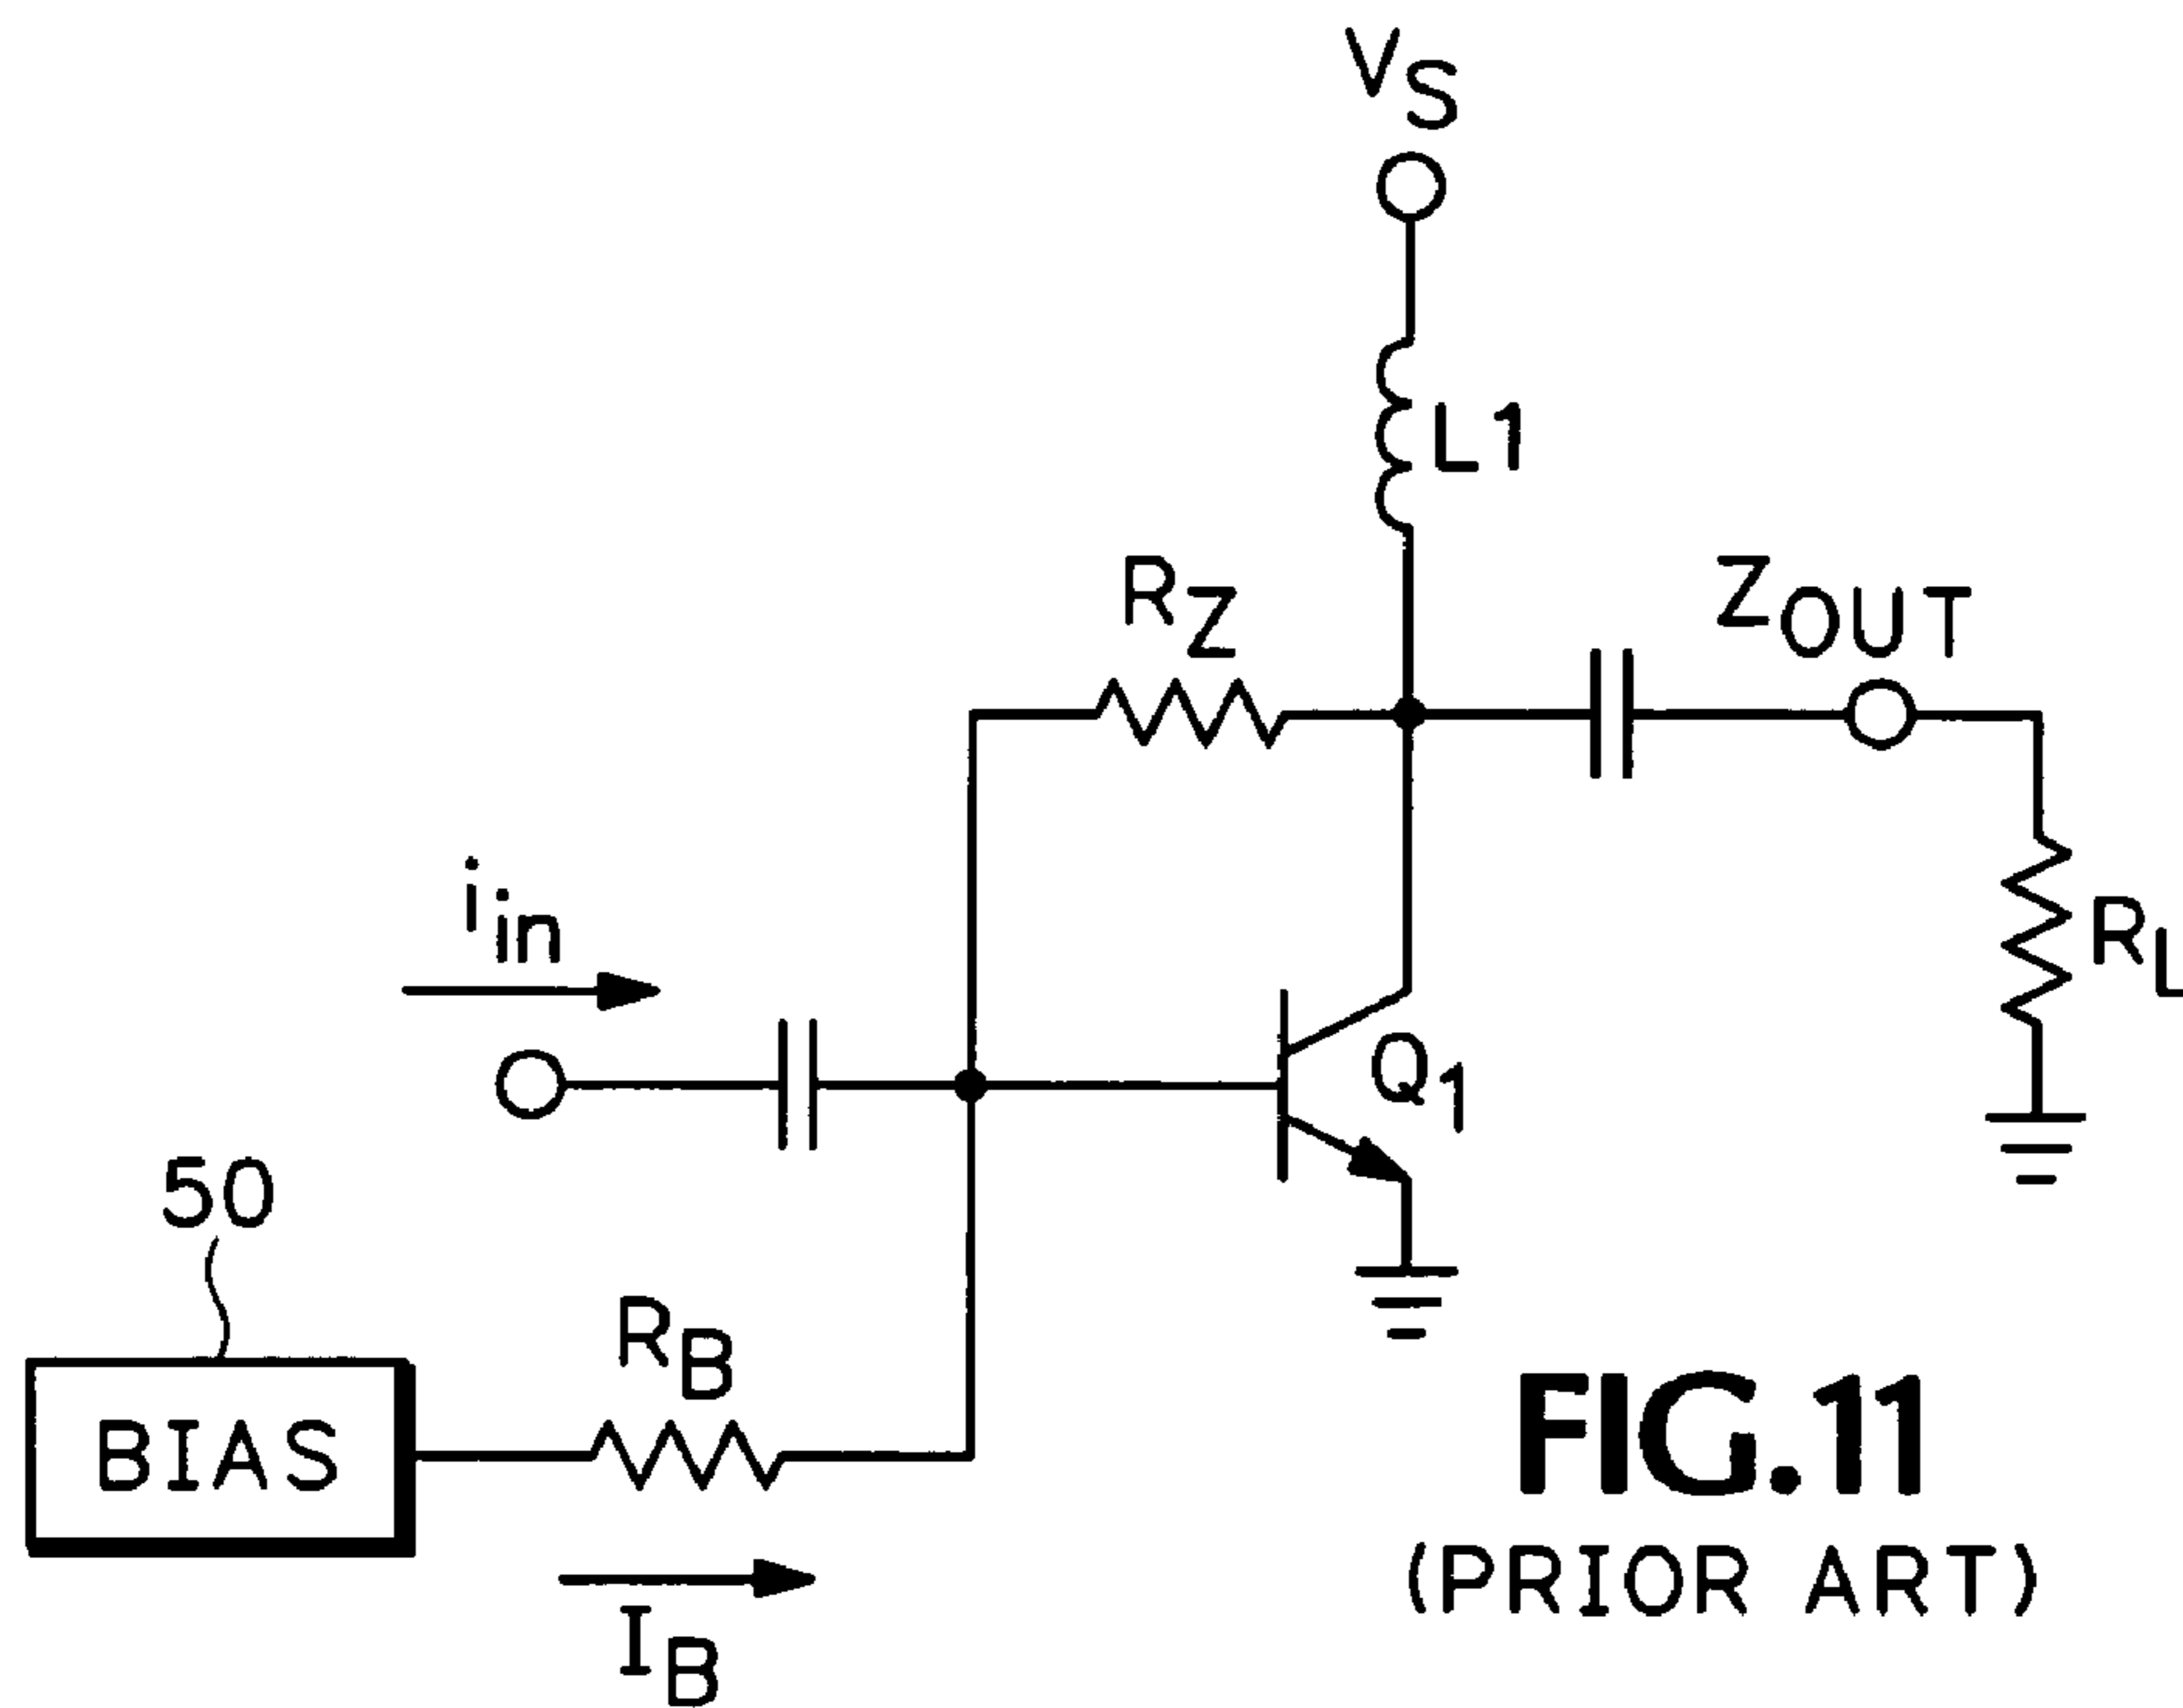 VS
L1
RZ
ZOUT
iin
RL
Q1
50
RB
BIAS
IB
FIG.11
(PRIOR ART)